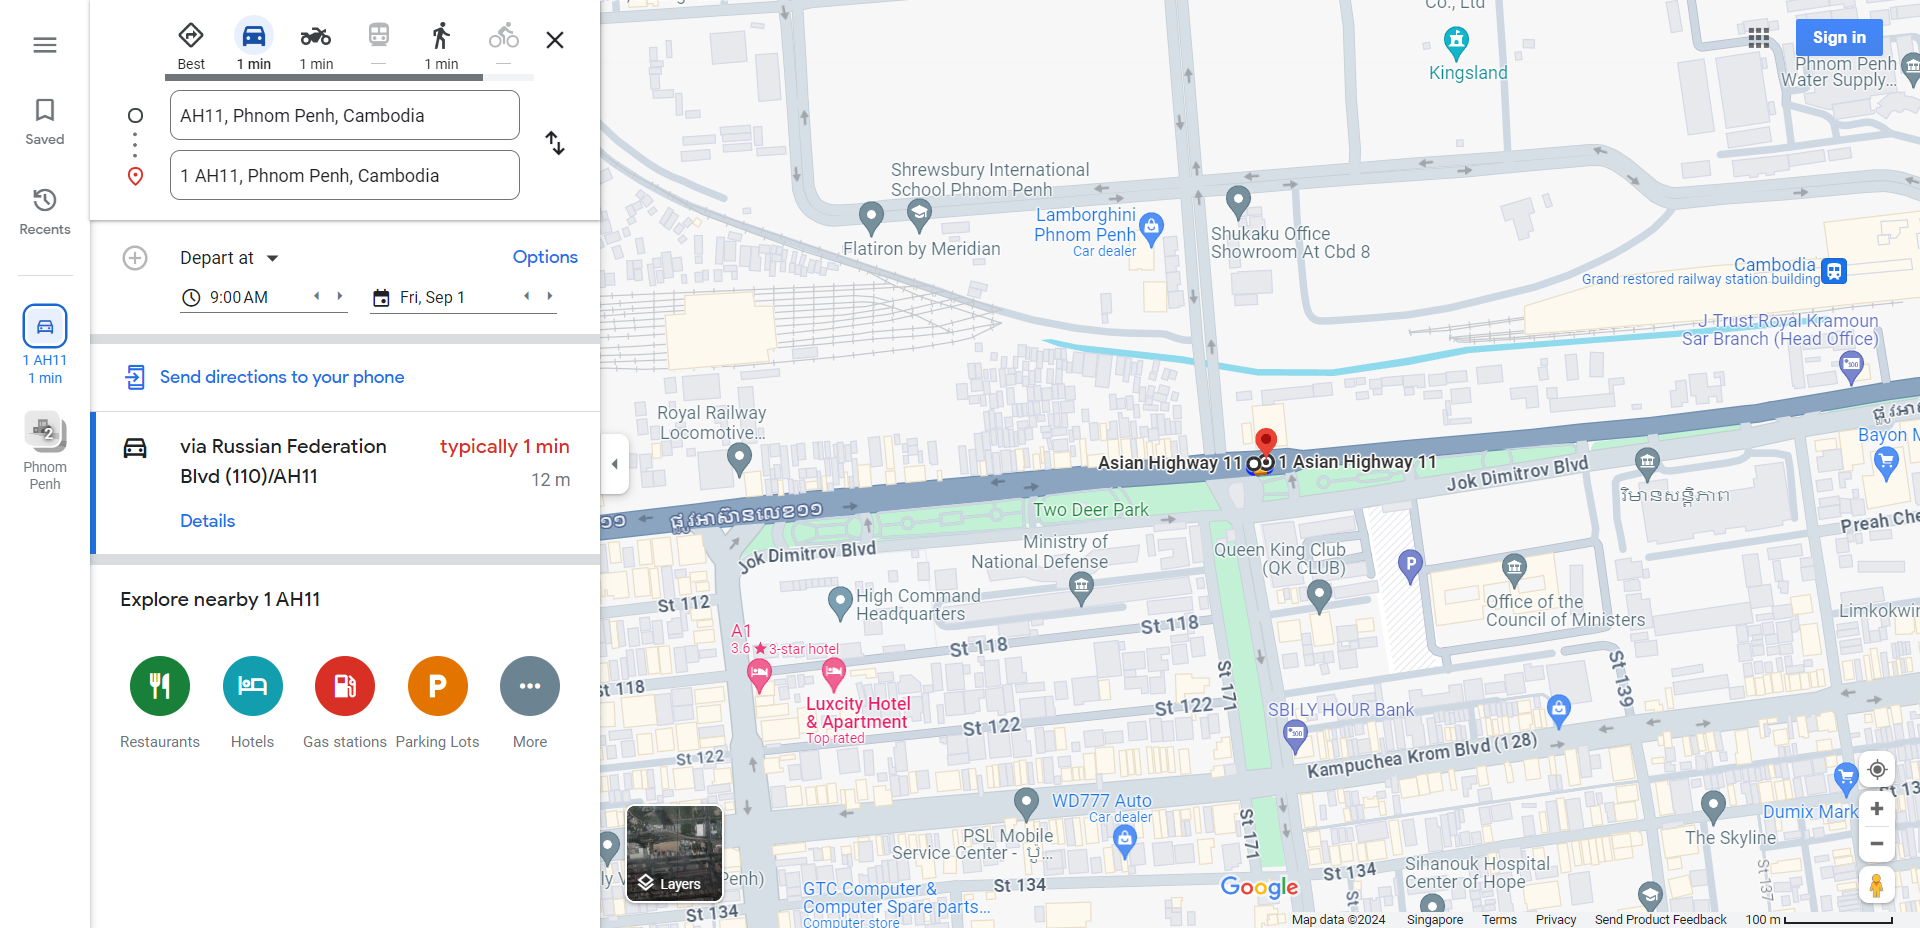 Saved
Recents
1 AH11
1 min
2
Phnom
Penh
Best
1 min
1 min
—
1 min
—
AH11, Phnom Penh, Cambodia
1 AH11, Phnom Penh, Cambodia
Depart at
Options
9:00 AM
Fri, Sep 1
Send directions to your phone
via Russian Federation
Blvd (110)/AH11
typically 1 min
12 m
Details
Explore nearby 1 AH11
Restaurants
Hotels
Gas stations
Parking Lots
More
Co., Ltd
Kingsland
Sign in
Phnom Penh
Water Supply...
Shrewsbury International
School Phnom Penh
Flatiron by Meridian
Lamborghini
Phnom Penh
Car dealer
Shukaku Office
Showroom At Cbd 8
Cambodia
Grand restored railway station building
J Trust Royal Kramoun
Sar Branch (Head Office)
Royal Railway
Locomotive...
Asian Highway 11
1 Asian Highway 11
Bayon M
Jok Dimitrov Blvd
វិមានសន្តិភាព
Preah Che
១១
ផ្លូវអាស៊ានលេខ១១
Two Deer Park
Jok Dimitrov Blvd
Ministry of
National Defense
Queen King Club
(QK CLUB)
P
Office of the
Council of Ministers
Limkokwin
St 112
High Command
Headquarters
St 118
St 118
A1
3.6★3-star hotel
St 118
Luxcity Hotel
& Apartment
Top rated
St 171
St 139
St 122
St 122
St 122
SBI LY HOUR Bank
Kampuchea Krom Blvd (128)
WD777 Auto
Car dealer
PSL Mobile
Service Center - ប៉ូ...
St 171
Dumix Mark
St 13
The Skyline
St 137
ly V
Penh)
Layers
GTC Computer &
Computer Spare parts...
Computer store
St 134
St 134
St 134
St
Sihanouk Hospital
Center of Hope
Google
Map data ©2024
Singapore
Terms
Privacy
Send Product Feedback
100 m